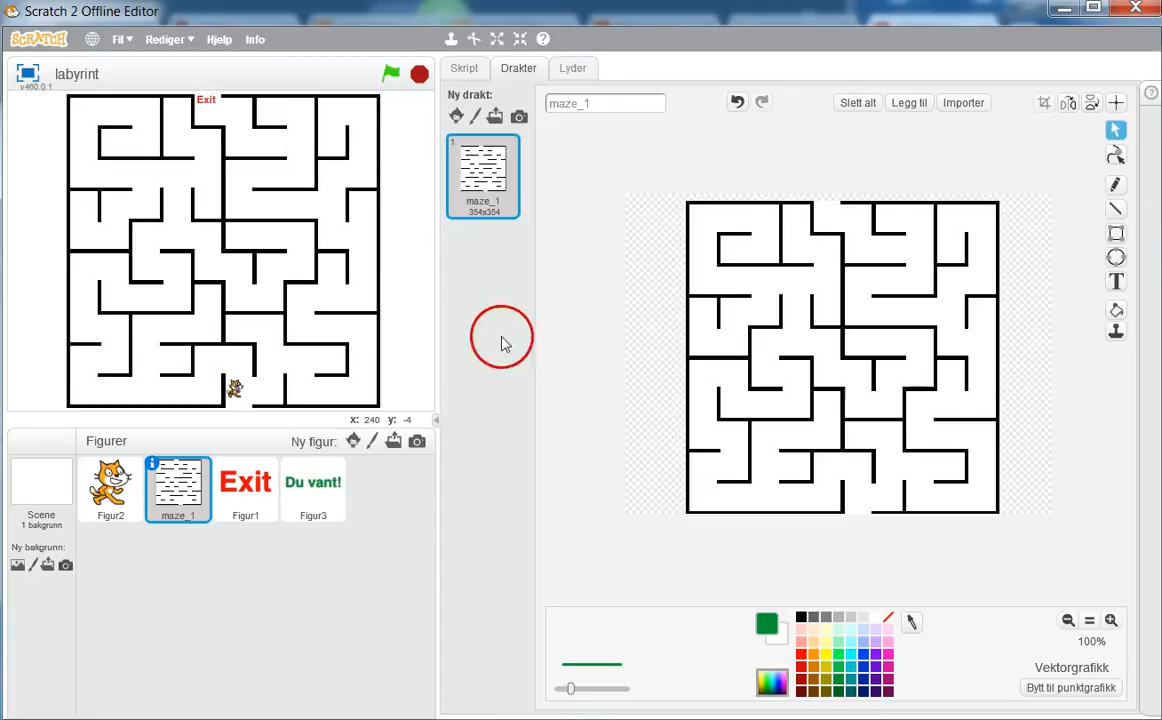 Scratch 2 Offline Editor
SCRATCH Fil Rediger Hjelp Info
labyrint
v460.0.1
Exit
x: 240 y: -4
Skript Drakter Lyder
Ny drakt:
1
maze_1
354x354
maze_1
Slett alt Legg til Importer
T
Figurer Ny figur:
Scene
1 bakgrunn
Ny bakgrunn:
Figur2
maze_1
Exit
Figur1
Du vant!
Figur3
100%
Vektorgrafikk
Bytt til punktgrafikk